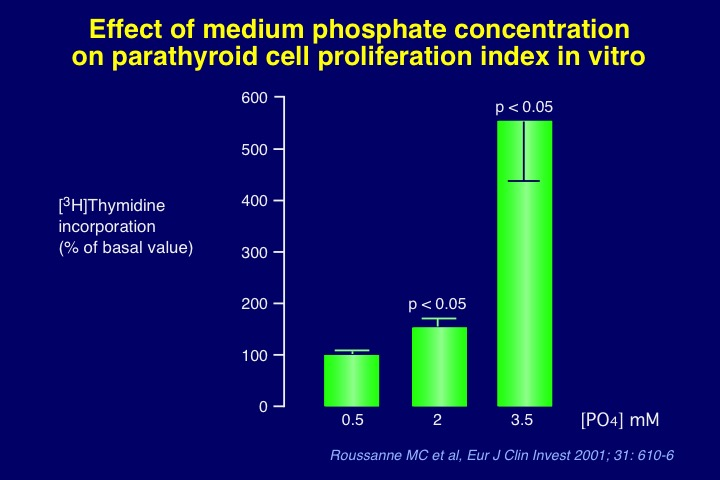 Effect of medium phosphate concentration
on parathyroid cell proliferation index in vitro
600
500
400
300
200
100
0
[³H]Thymidine
incorporation
(% of basal value)
p < 0.05
p < 0.05
0.5 2 3.5 [PO₄] mM
Roussanne MC et al, Eur J Clin Invest 2001; 31: 610-6